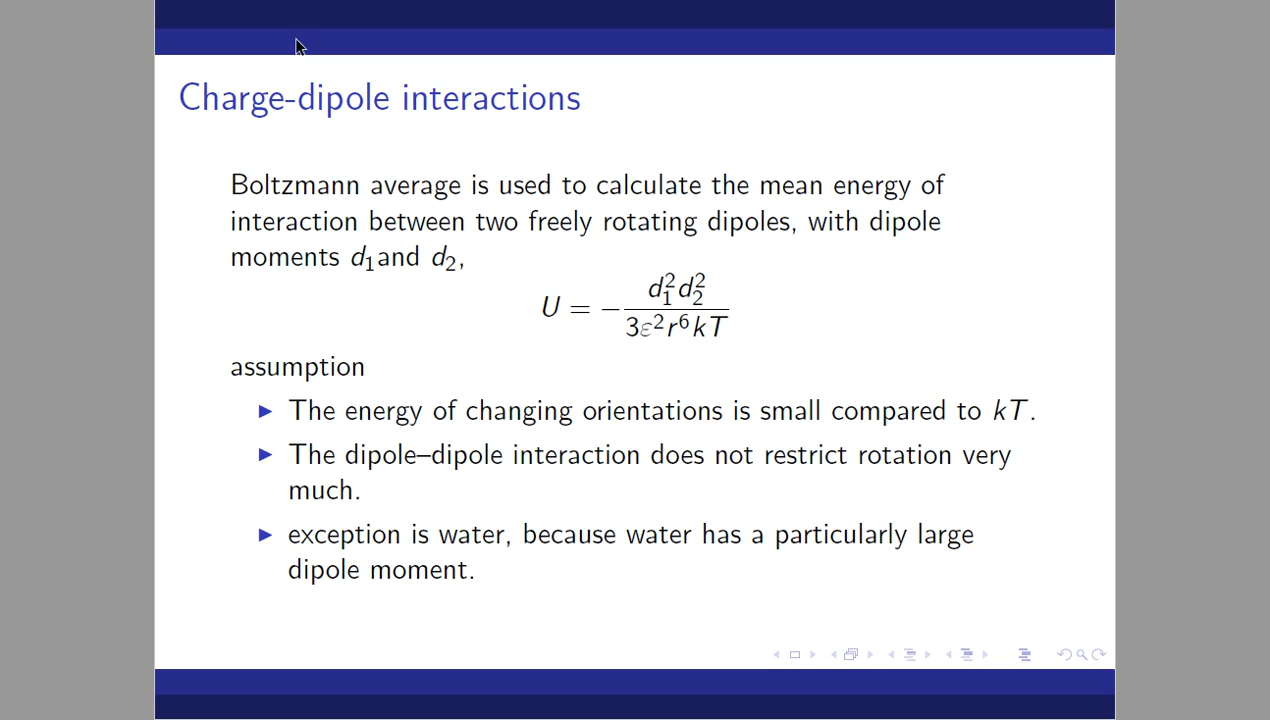 Charge-dipole interactions
Boltzmann average is used to calculate the mean energy of
interaction between two freely rotating dipoles, with dipole
moments d₁and d₂,
U = − d₁²d₂² / 3ε²r⁶kT
assumption
▶ The energy of changing orientations is small compared to kT.
▶ The dipole–dipole interaction does not restrict rotation very
much.
▶ exception is water, because water has a particularly large
dipole moment.